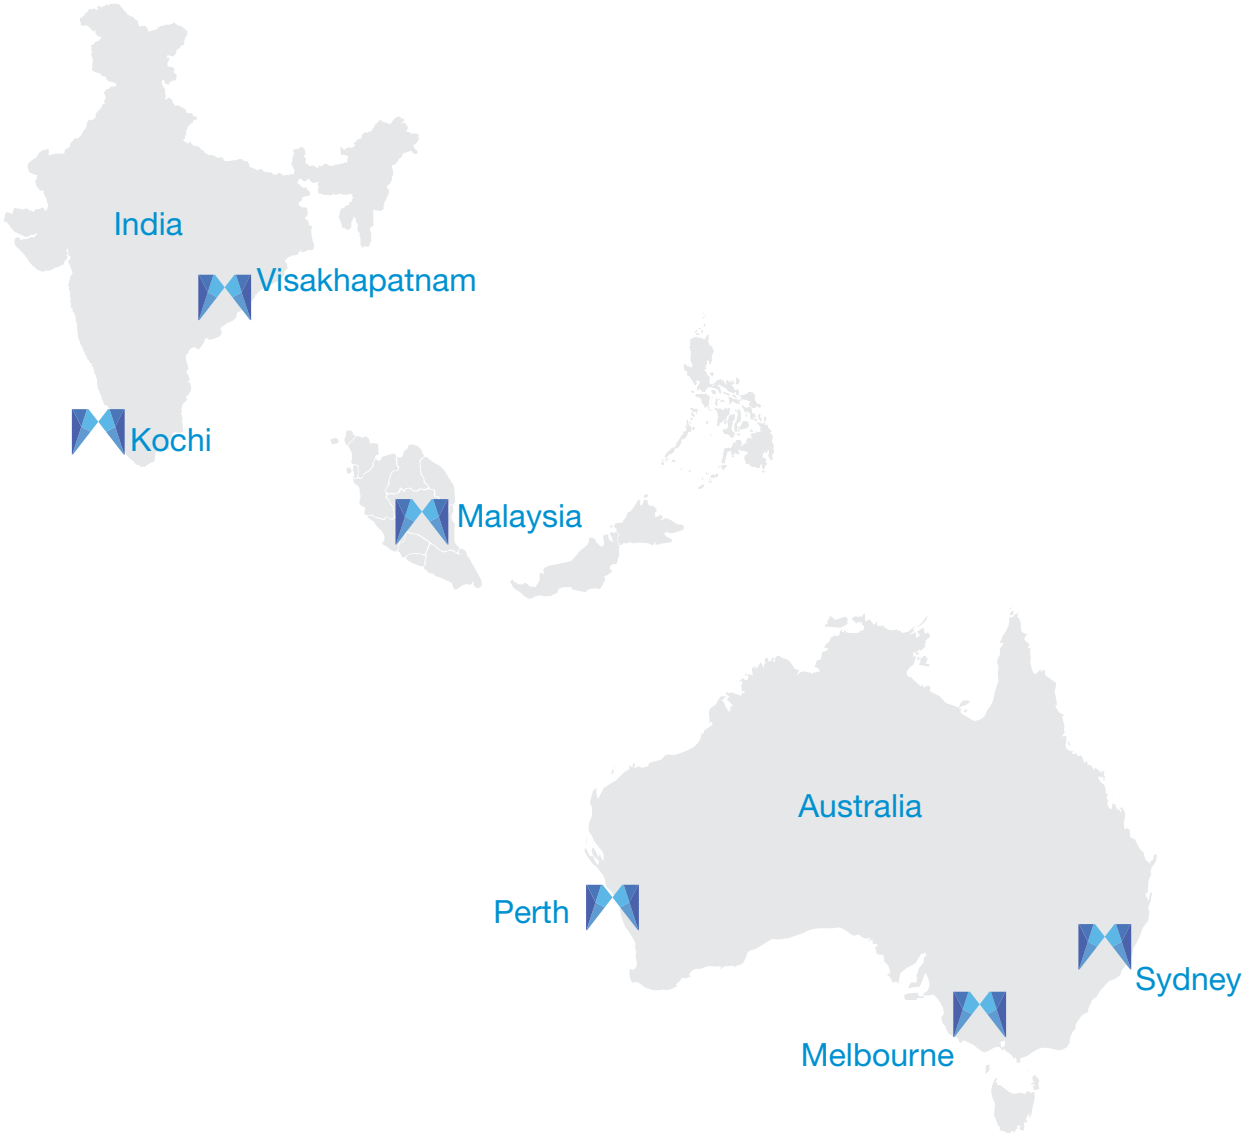 India
Visakhapatnam
Kochi
Malaysia
Australia
Perth
Sydney
Melbourne